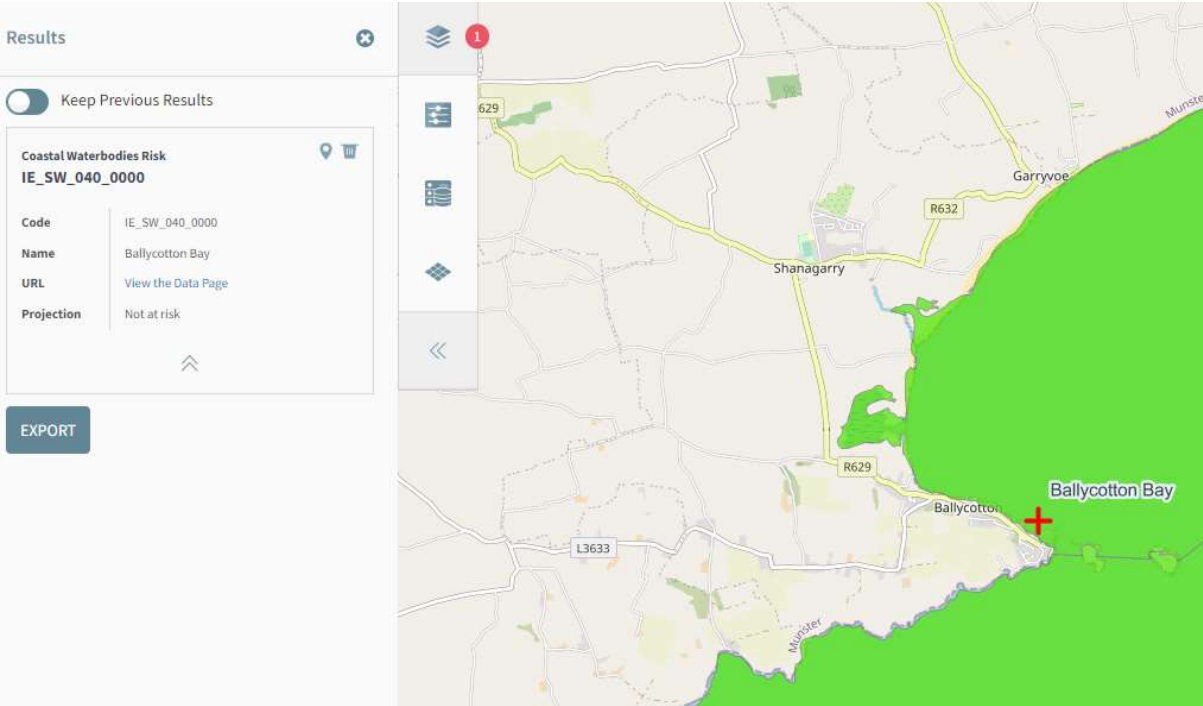 Results
1
Keep Previous Results
Coastal Waterbodies Risk
IE_SW_040_0000
Code IE_SW_040_0000
Name Ballycotton Bay
URL View the Data Page
Projection Not at risk
EXPORT
629
Munste
Garryvoe
R632
Shanagarry
R629
Ballycotton Bay
Ballycotton
L3633
Munster